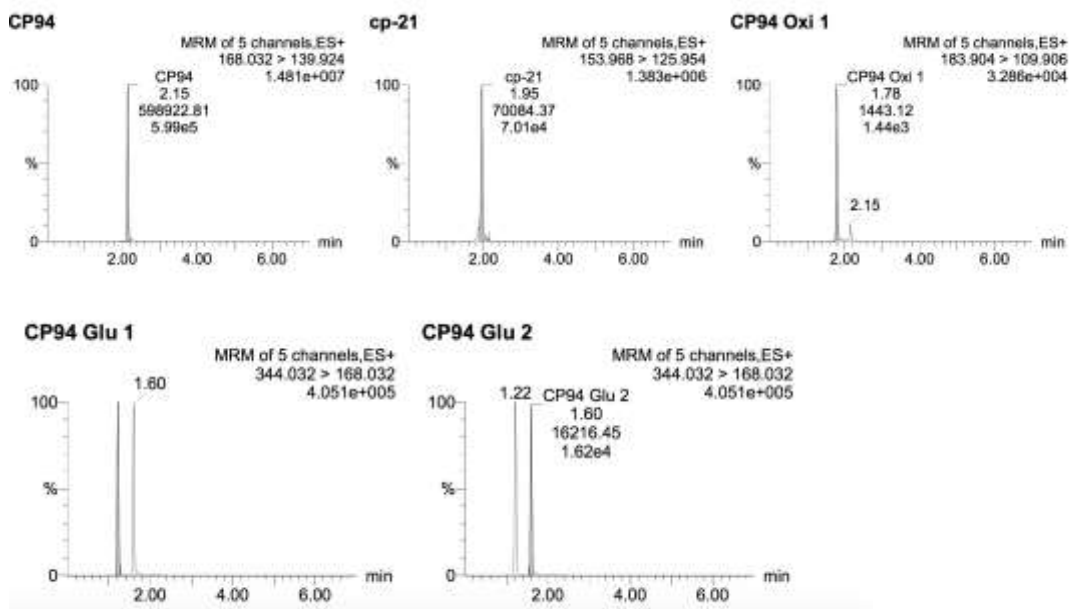 CP94
MRM of 5 channels,ES+
168.032 > 139.924
1.481e+007
CP94
2.15
598922.81
5.99e5
100
%
0
2.00 4.00 6.00 min
cp-21
MRM of 5 channels,ES+
153.968 > 125.954
1.383e+006
cp-21
1.95
70084.37
7.01e4
100
%
0
2.00 4.00 6.00 min
CP94 Oxi 1
MRM of 5 channels,ES+
183.904 > 109.906
3.286e+004
CP94 Oxi 1
1.78
1443.12
1.44e3
2.15
100
%
0
2.00 4.00 6.00 min
CP94 Glu 1
MRM of 5 channels,ES+
344.032 > 168.032
4.051e+005
1.60
100
%
0
2.00 4.00 6.00 min
CP94 Glu 2
MRM of 5 channels,ES+
344.032 > 168.032
4.051e+005
1.22
CP94 Glu 2
1.60
16216.45
1.62e4
100
%
0
2.00 4.00 6.00 min